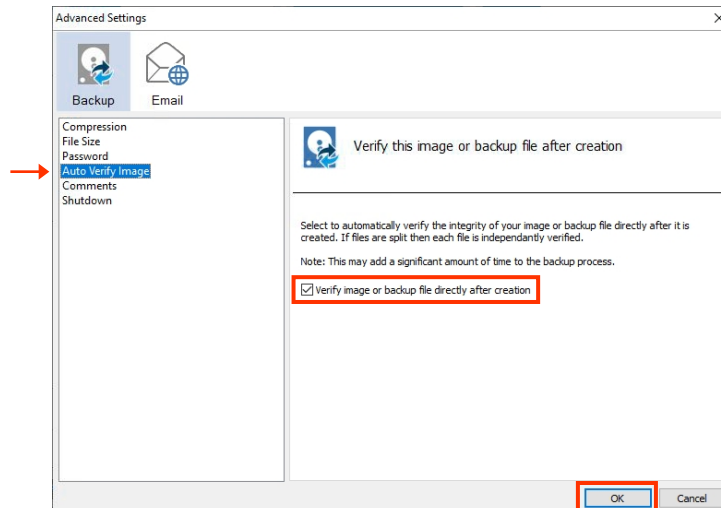 Advanced Settings
Backup
Email
Compression
File Size
Password
Auto Verify Image
Comments
Shutdown
Verify this image or backup file after creation
Select to automatically verify the integrity of your image or backup file directly after it is
created. If files are split then each file is independantly verified.
Note: This may add a significant amount of time to the backup process.
Verify image or backup file directly after creation
OK
Cancel